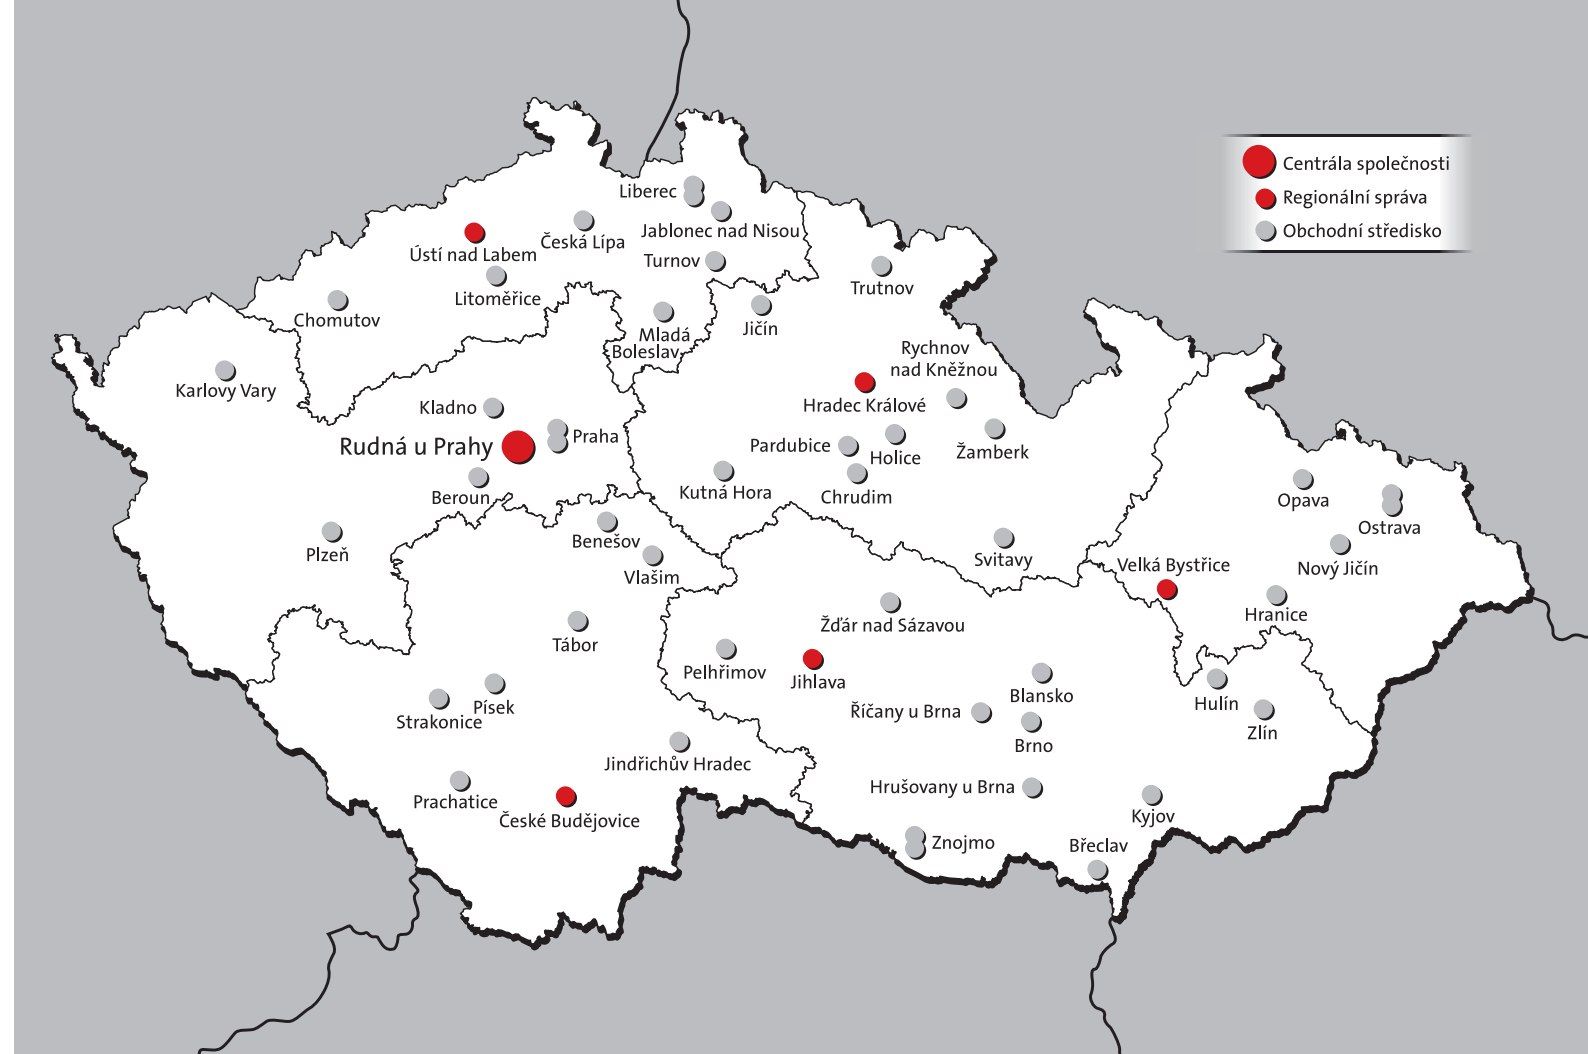 Centrála společnosti
Regionální správa
Obchodní středisko
Liberec
Jablonec nad Nisou
Česká Lípa
Ústí nad Labem
Turnov
Trutnov
Litoměřice
Chomutov
Jičín
Mladá
Boleslav
Rychnov
nad Kněžnou
Karlovy Vary
Kladno
Hradec Králové
Praha
Rudná u Prahy
Pardubice
Holice
Žamberk
Beroun
Kutná Hora
Chrudim
Opava
Ostrava
Plzeň
Benešov
Svitavy
Velká Bystřice
Nový Jičín
Vlašim
Hranice
Žďár nad Sázavou
Tábor
Pelhřimov
Jihlava
Blansko
Hulín
Strakonice
Písek
Říčany u Brna
Zlín
Brno
Jindřichův Hradec
Hrušovany u Brna
Prachatice
Kyjov
České Budějovice
Znojmo
Břeclav